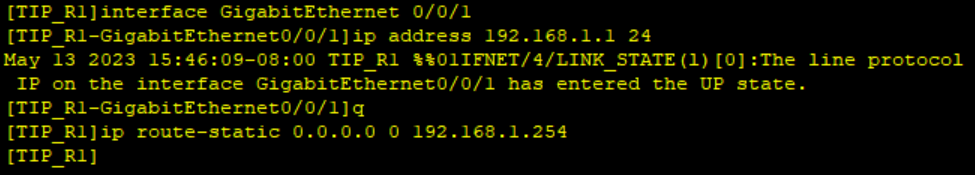 [TIP_R1]interface GigabitEthernet 0/0/1
[TIP_R1-GigabitEthernet0/0/1]ip address 192.168.1.1 24
May 13 2023 15:46:09-08:00 TIP_R1 %%01IFNET/4/LINK_STATE(l)[0]:The line protocol
IP on the interface GigabitEthernet0/0/1 has entered the UP state.
[TIP_R1-GigabitEthernet0/0/1]q
[TIP_R1]ip route-static 0.0.0.0 0 192.168.1.254
[TIP_R1]